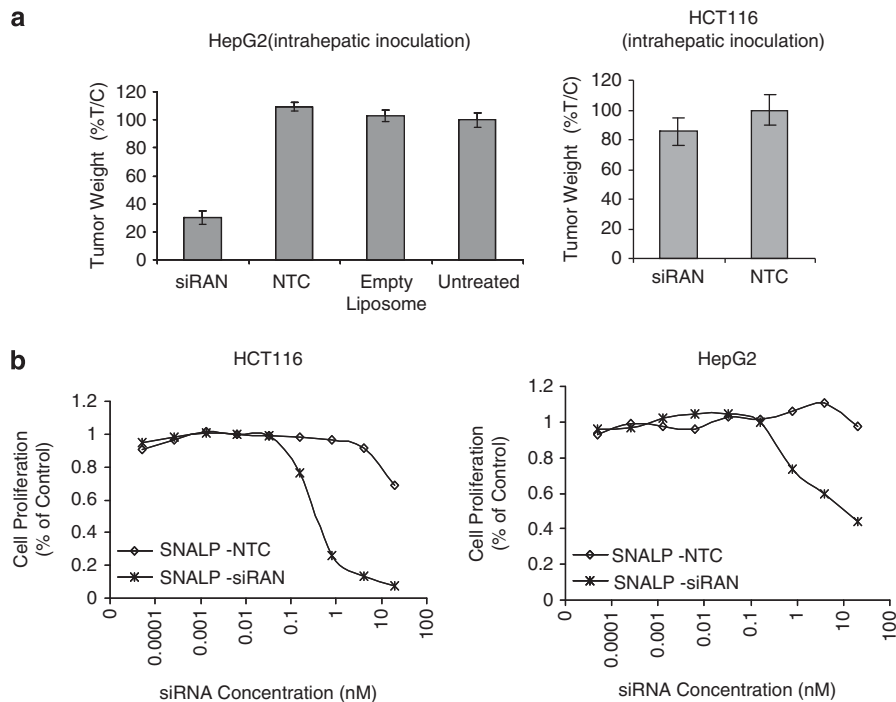 a
HepG2(intrahepatic inoculation)
Tumor Weight (%T/C)
120
100
80
60
40
20
0
siRAN
NTC
Empty
Liposome
Untreated
HCT116
(intrahepatic inoculation)
Tumor Weight (%T/C)
120
100
80
60
40
20
0
siRAN
NTC
b
HCT116
Cell Proliferation
(% of Control)
1.2
1
0.8
0.6
0.4
0.2
0
SNALP -NTC
SNALP -siRAN
0
0.0001
0.001
0.01
0.1
1
10
100
siRNA Concentration (nM)
HepG2
Cell Proliferation
(% of Control)
1.2
1
0.8
0.6
0.4
0.2
0
SNALP -NTC
SNALP -siRAN
0
0.0001
0.001
0.01
0.1
1
10
100
siRNA Concentration (nM)